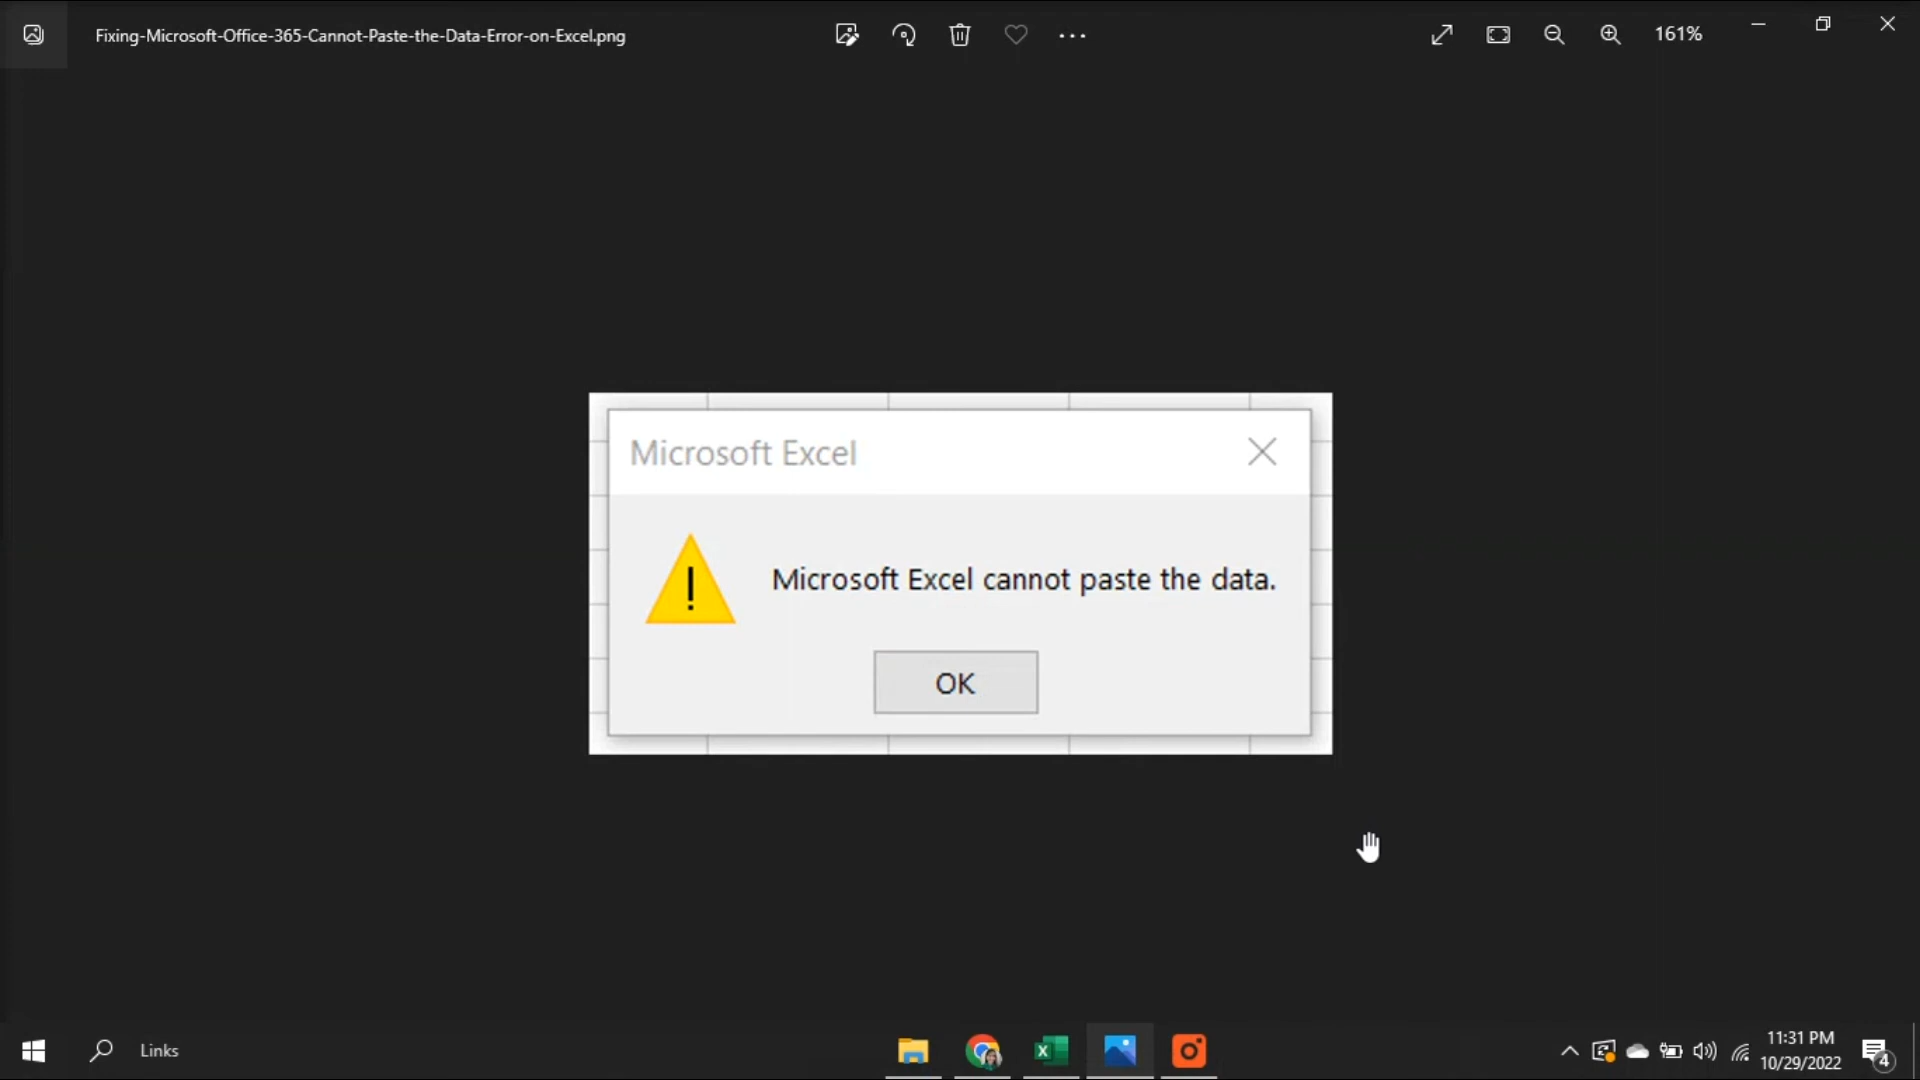 Fixing-Microsoft-Office-365-Cannot-Paste-the-Data-Error-on-Excel.png
161%
Microsoft Excel
!
Microsoft Excel cannot paste the data.
OK
Links
11:31 PM
10/29/2022
4